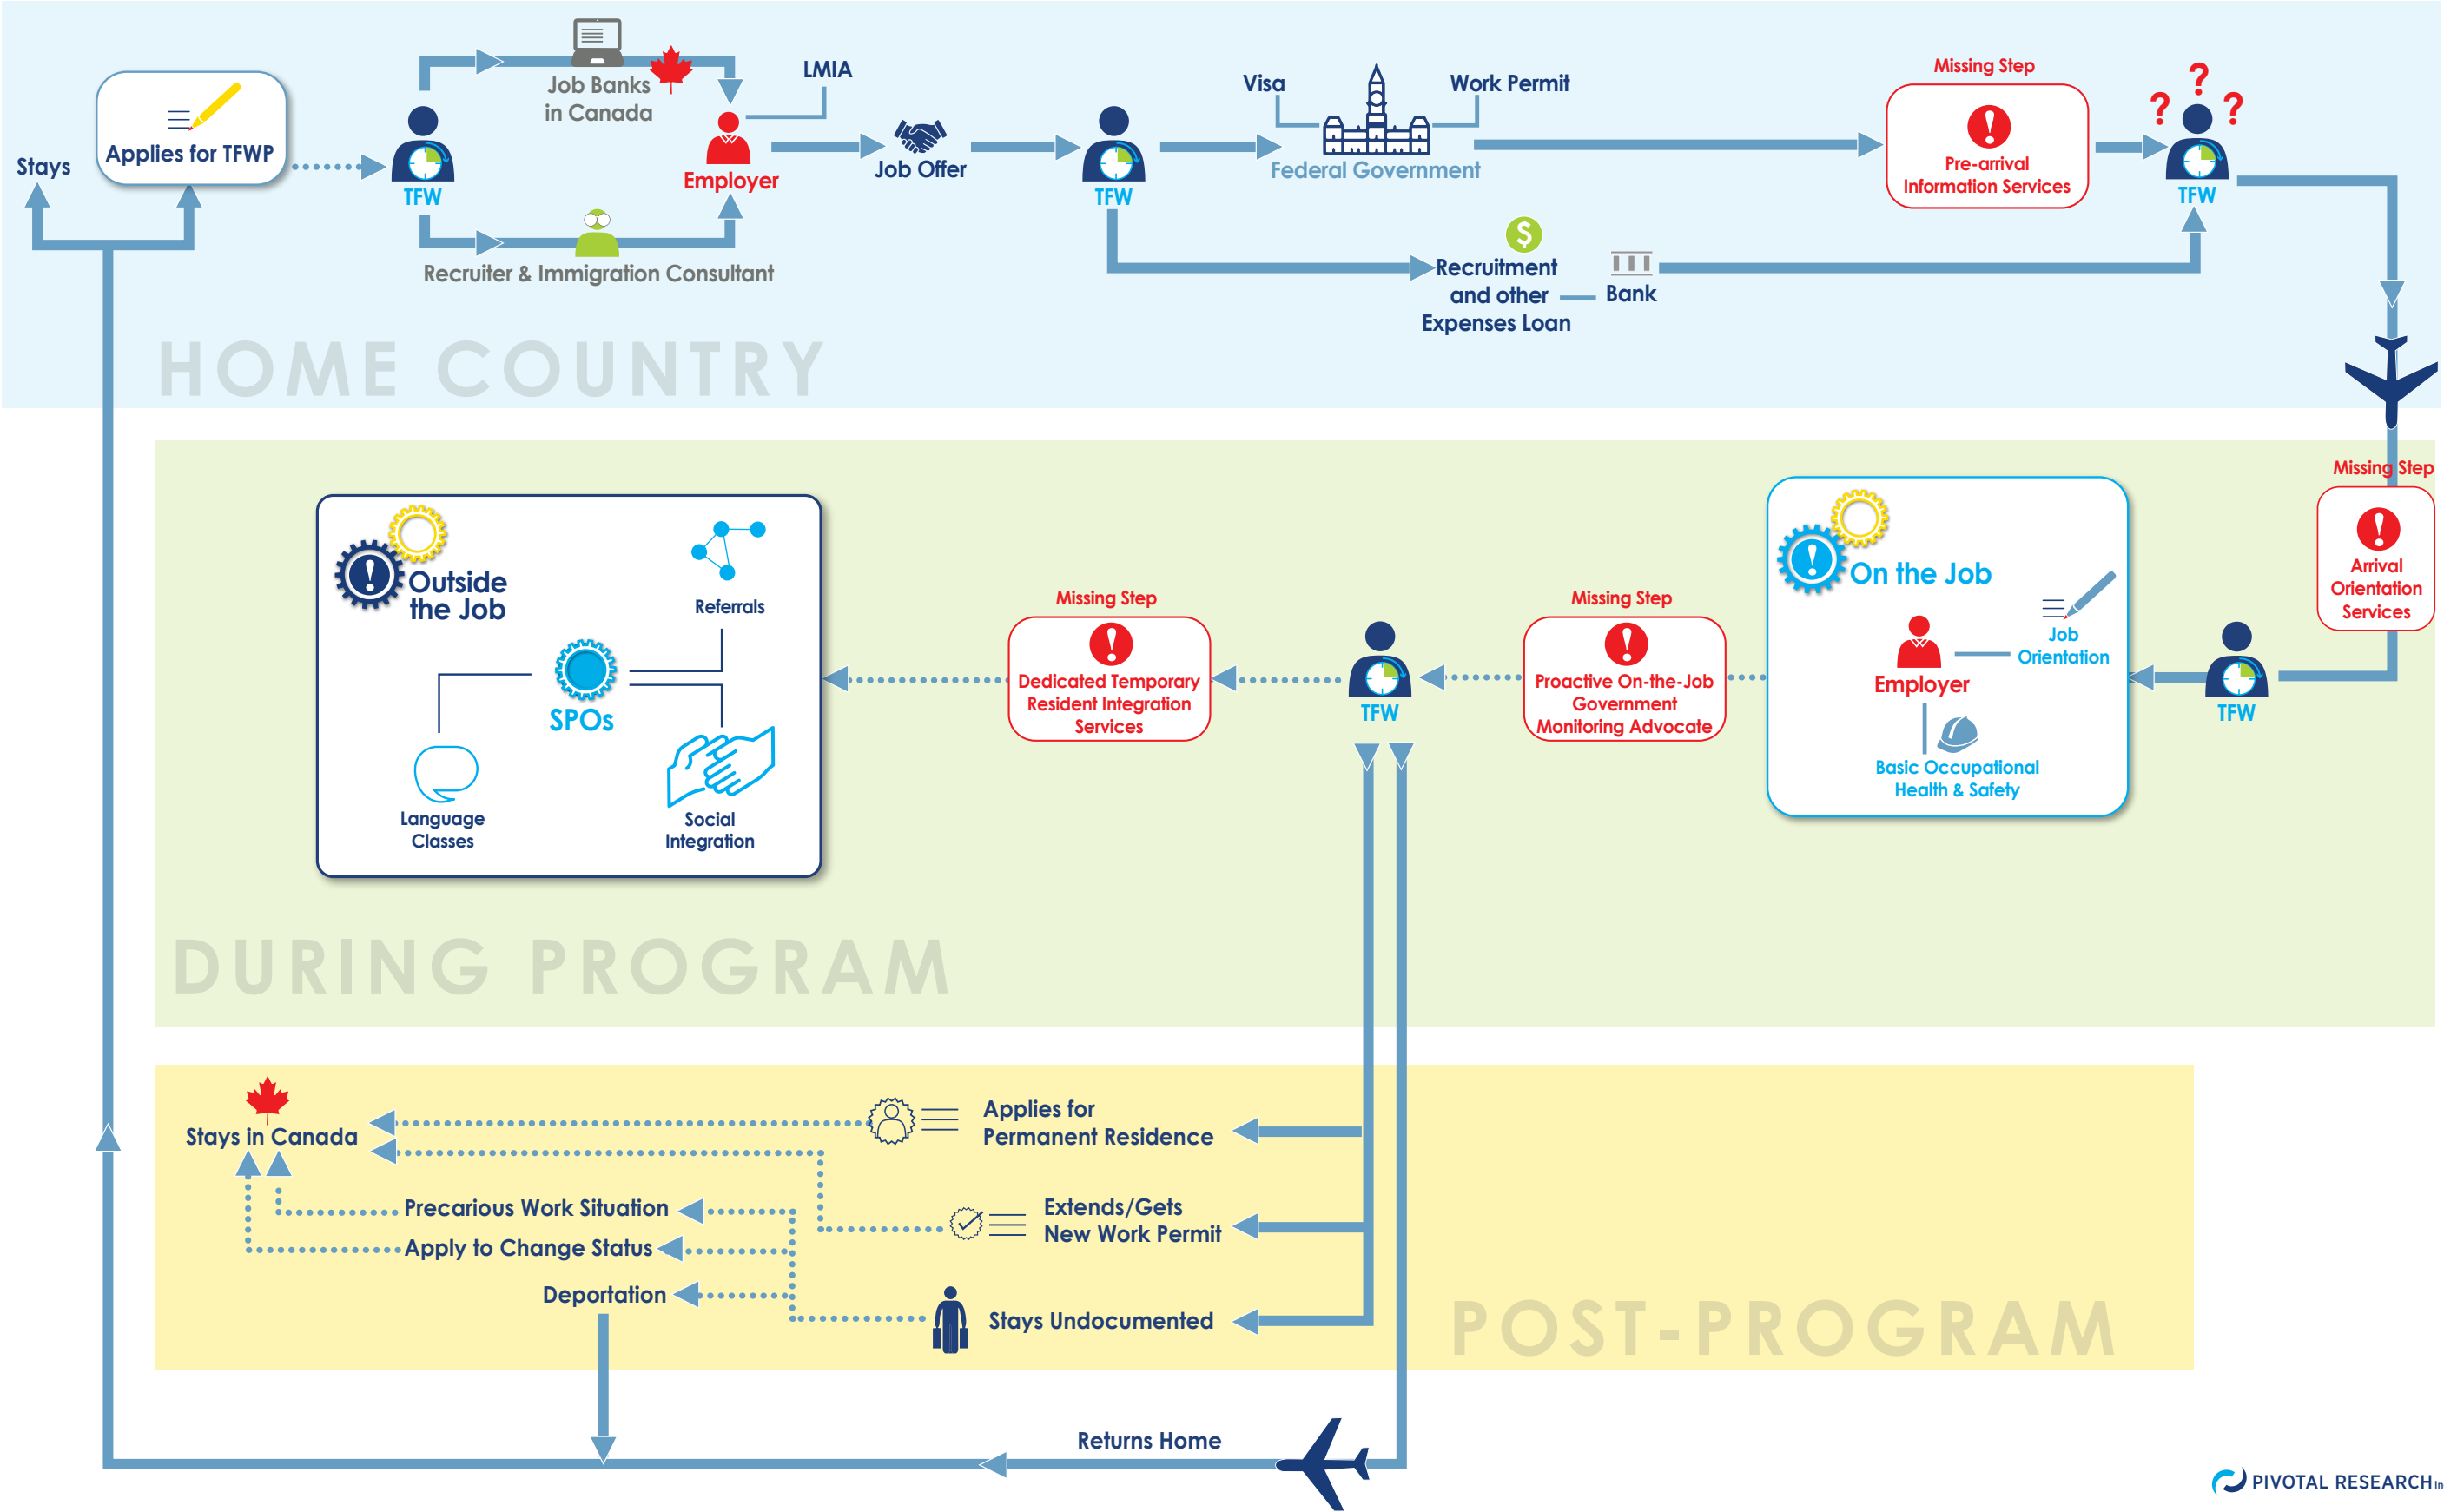 Stays
Applies for TFWP
TFW
Job Banks
in Canada
Recruiter & Immigration Consultant
LMIA
Employer
Job Offer
TFW
Visa
Work Permit
Federal Government
Recruitment
and other
Expenses Loan
Bank
Missing Step
!
Pre-arrival
Information Services
? ? ?
TFW
$
HOME COUNTRY
Missing Step
!
Arrival
Orientation
Services
TFW
!
On the Job
Employer
Job
Orientation
Basic Occupational
Health & Safety
Missing Step
!
Proactive On-the-Job
Government
Monitoring Advocate
TFW
Missing Step
!
Dedicated Temporary
Resident Integration
Services
!
Outside
the Job
Referrals
SPOs
Language
Classes
Social
Integration
DURING PROGRAM
Stays in Canada
Applies for
Permanent Residence
Precarious Work Situation
Extends/Gets
New Work Permit
Apply to Change Status
Deportation
Stays Undocumented
POST-PROGRAM
Returns Home
PIVOTAL RESEARCH In